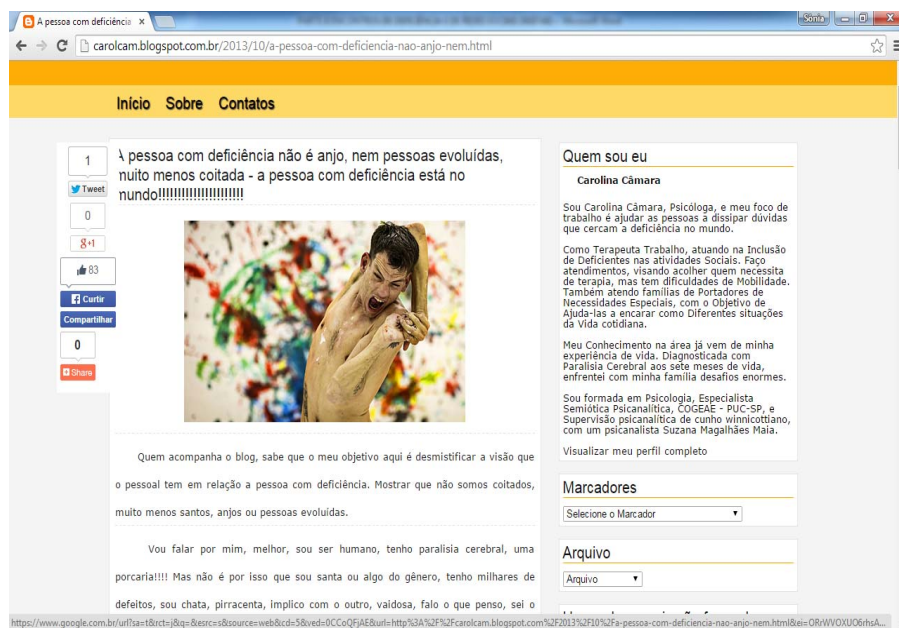 A pessoa com deficiência ×
Sonia
carolcam.blogspot.com.br/2013/10/a-pessoa-com-deficiencia-nao-anjo-nem.html
Início Sobre Contatos
1
Tweet
0
g+1
83
Curtir
Compartilhar
0
Share
A pessoa com deficiência não é anjo, nem pessoas evoluídas,
muito menos coitada - a pessoa com deficiência está no
mundo!!!!!!!!!!!!!!!!!!!!!!
Quem acompanha o blog, sabe que o meu objetivo aqui é desmistificar a visão que
o pessoal tem em relação a pessoa com deficiência. Mostrar que não somos coitados,
muito menos santos, anjos ou pessoas evoluídas.
Vou falar por mim, melhor, sou ser humano, tenho paralisia cerebral, uma
porcaria!!!! Mas não é por isso que sou santa ou algo do gênero, tenho milhares de
defeitos, sou chata, pirracenta, implico com o outro, vaidosa, falo o que penso, sei o
Quem sou eu
Carolina Câmara
Sou Carolina Câmara, Psicóloga, e meu foco de
trabalho é ajudar as pessoas a dissipar dúvidas
que cercam a deficiência no mundo.
Como Terapeuta Trabalho, atuando na Inclusão
de Deficientes nas atividades Sociais. Faço
atendimentos, visando acolher quem necessita
de terapia, mas tem dificuldades de Mobilidade.
Também atendo famílias de Portadores de
Necessidades Especiais, com o Objetivo de
Ajuda-las a encarar como Diferentes situações
da Vida cotidiana.
Meu Conhecimento na área já vem de minha
experiência de vida. Diagnosticada com
Paralisia Cerebral aos sete meses de vida,
enfrentei com minha família desafios enormes.
Sou formada em Psicologia, Especialista
Semiótica Psicanalítica, COGEAE - PUC-SP, e
Supervisão psicanalítica de cunho winnicottiano,
com um psicanalista Suzana Magalhães Maia.
Visualizar meu perfil completo
Marcadores
Selecione o Marcador
Arquivo
Arquivo